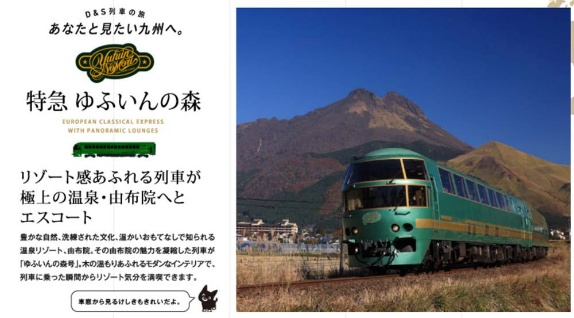 D&S列車の旅
あなたと見たい九州へ。
Yufuin
No Mori
特急 ゆふいんの森
EUROPEAN CLASSICAL EXPRESS
WITH PANORAMIC LOUNGES
リゾート感あふれる列車が
極上の温泉・由布院へと
エスコート
豊かな自然、洗練された文化、温かいおもてなしで知られる
温泉リゾート、由布院。その由布院の魅力を凝縮した列車が
「ゆふいんの森号」。木の温もりあふれるモダンなインテリアで、
列車に乗った瞬間からリゾート気分を満喫できます。
車窓から見るけしきもきれいだよ。